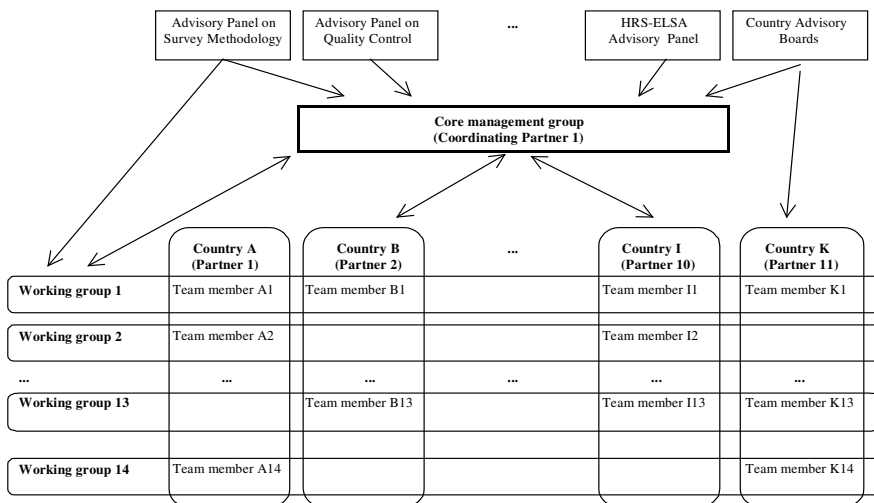 Advisory Panel on
Survey Methodology
Advisory Panel on
Quality Control
...
HRS-ELSA
Advisory Panel
Country Advisory
Boards
Core management group
(Coordinating Partner 1)
Country A
(Partner 1)
Country B
(Partner 2)
...
Country I
(Partner 10)
Country K
(Partner 11)
Working group 1 Team member A1 Team member B1 Team member I1 Team member K1
Working group 2 Team member A2 Team member I2
... ... ... ... ... ...
Working group 13 Team member B13 Team member I13 Team member K13
Working group 14 Team member A14 Team member K14